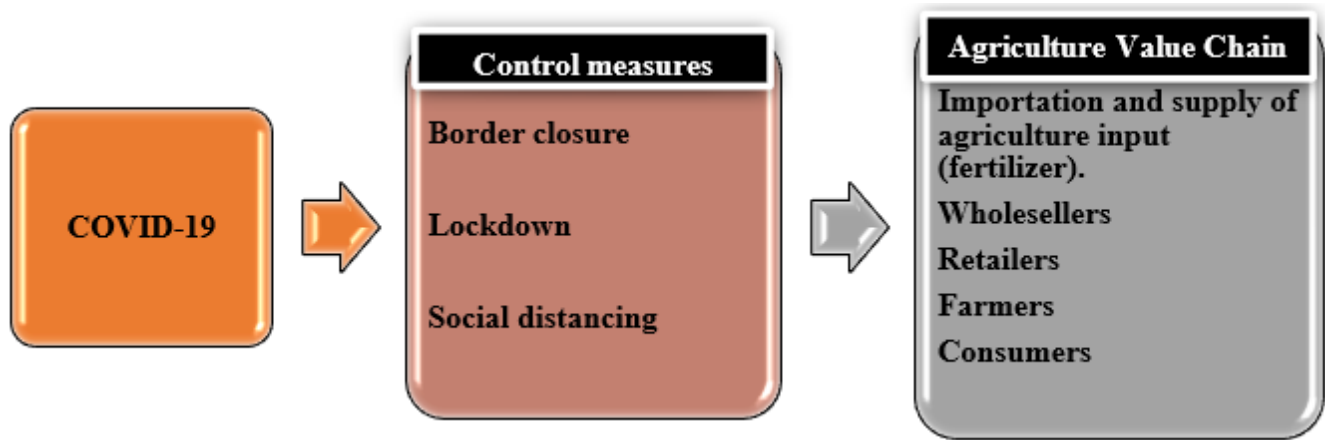 COVID-19
Control measures
Border closure
Lockdown
Social distancing
Agriculture Value Chain
Importation and supply of
agriculture input
(fertilizer).
Wholesellers
Retailers
Farmers
Consumers